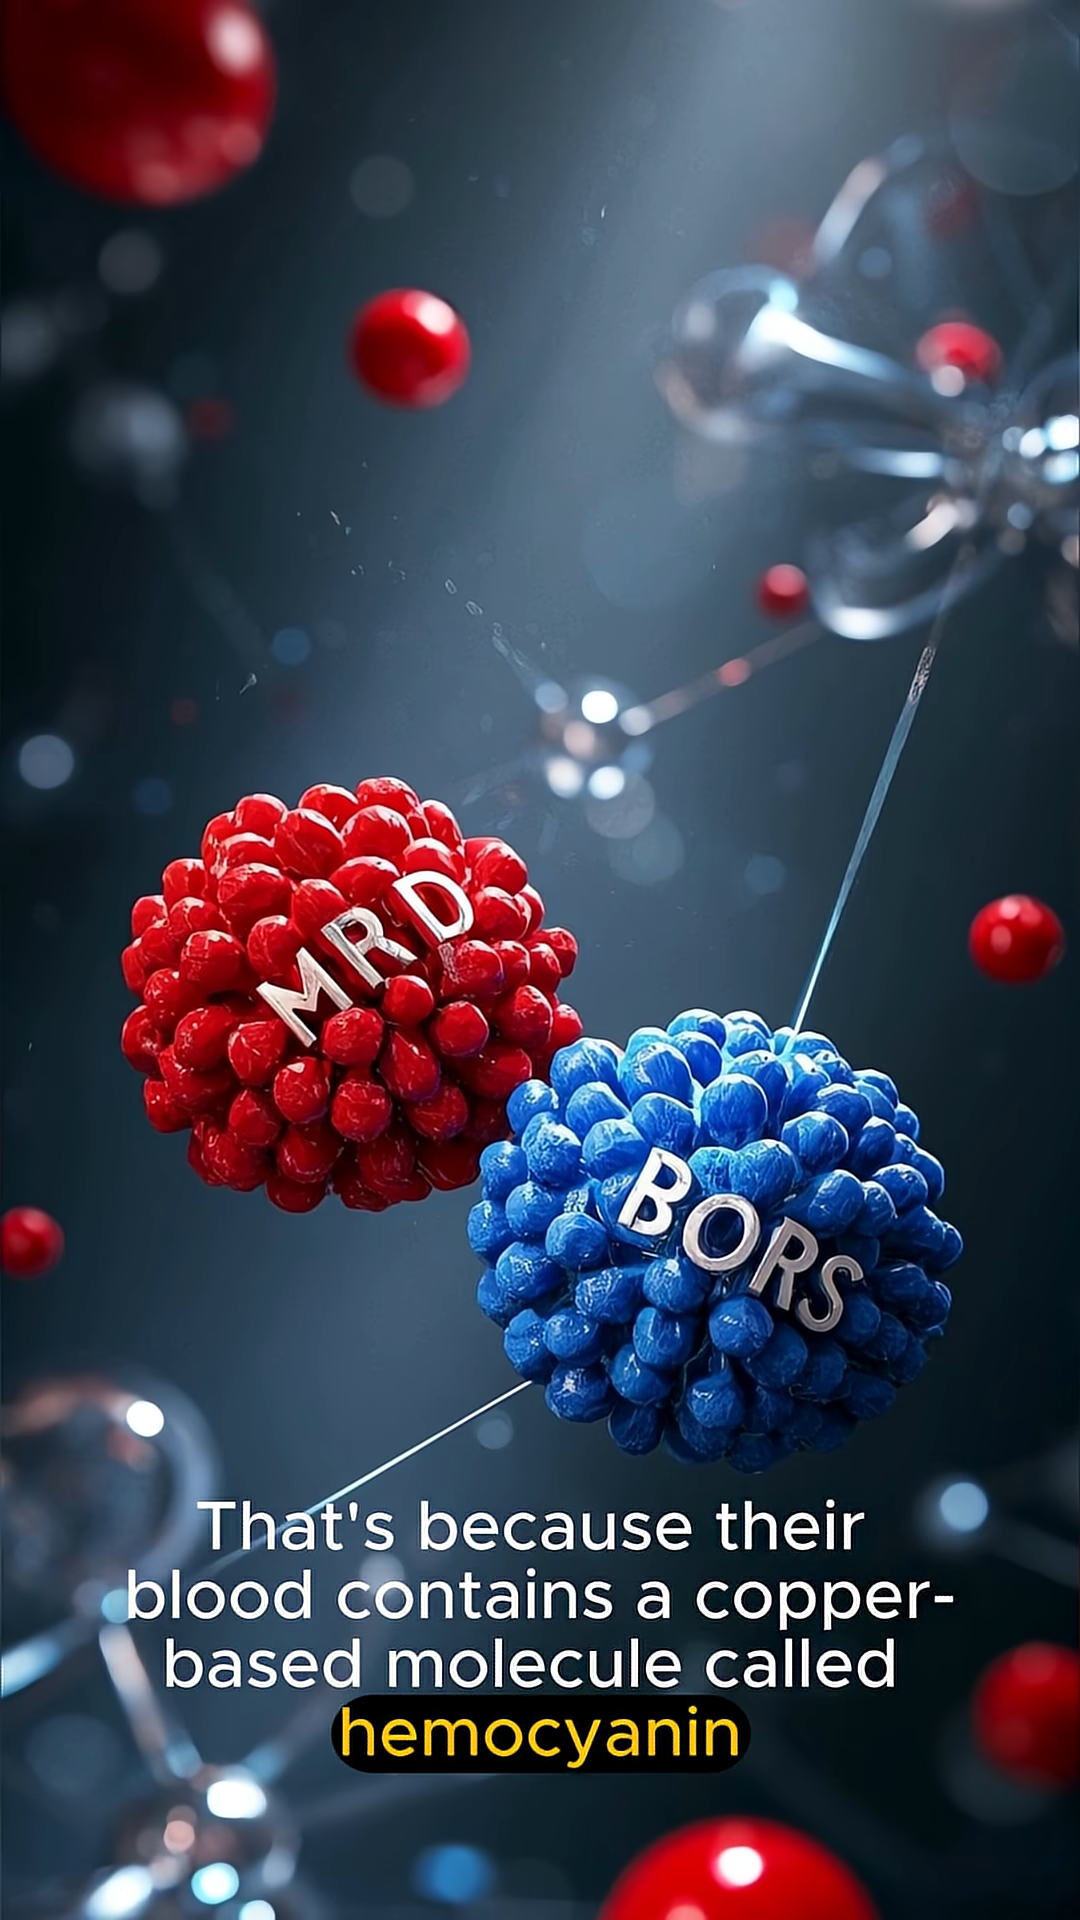 MRD
BORS
That's because their
blood contains a copper-
based molecule called
hemocyanin